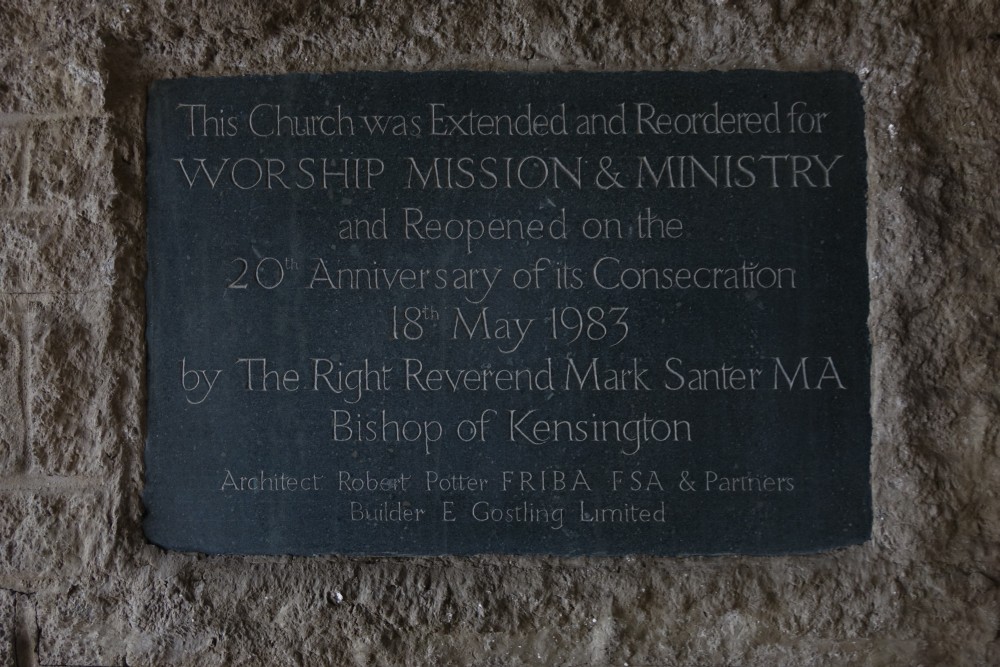 This Church was Extended and Reordered for
WORSHIP MISSION & MINISTRY
and Reopened on the
20th Anniversary of its Consecration
18th May 1983
by The Right Reverend Mark Santer MA
Bishop of Kensington
Architect Robert Potter FRIBA FSA & Partners
Builder E Gostling Limited